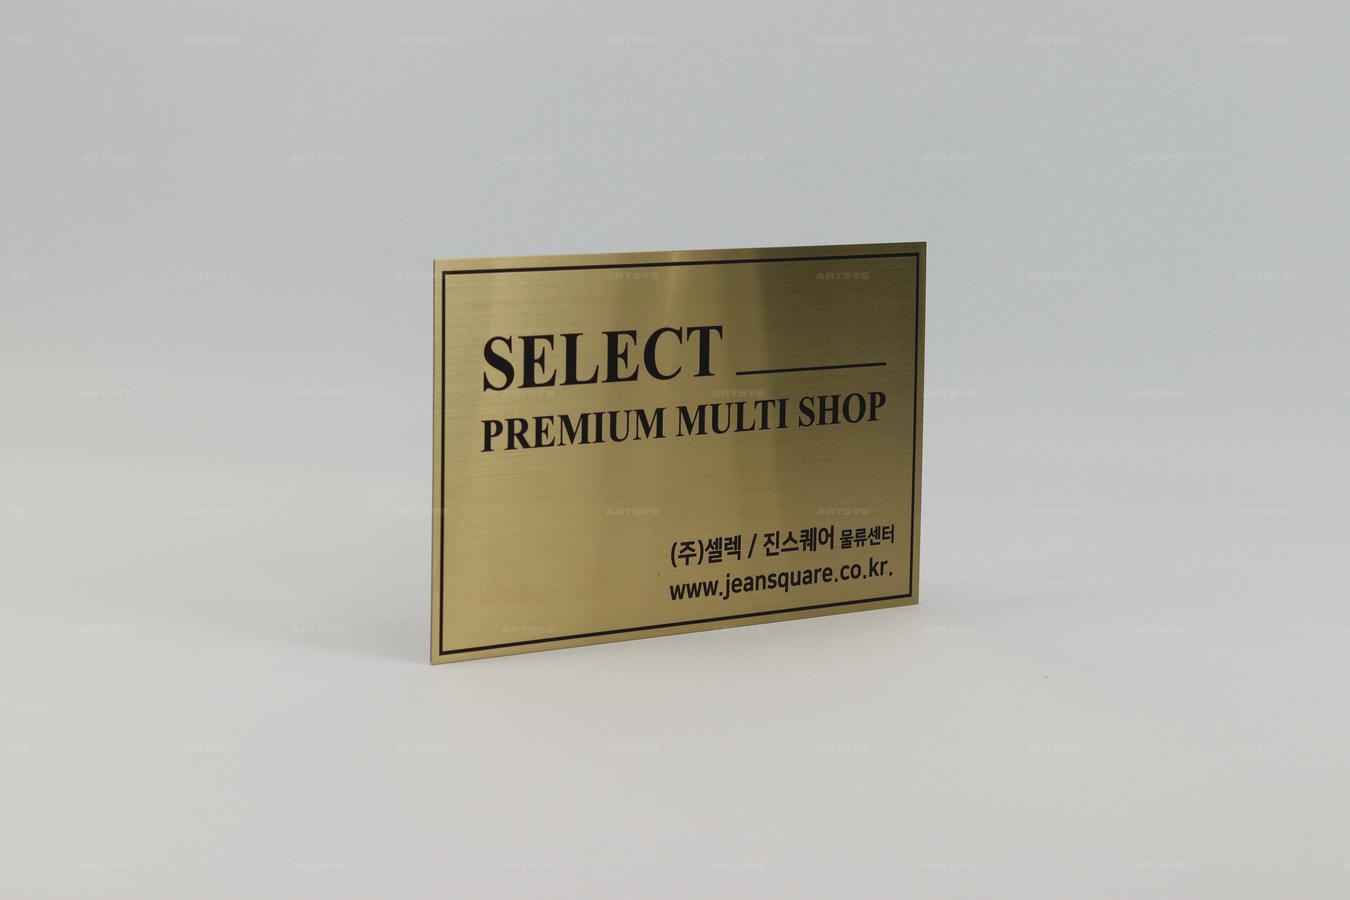 SELECT
PREMIUM MULTI SHOP
(주)셀렉 / 진스퀘어 물류센터
www.jeansquare.co.kr.
ARTSYS